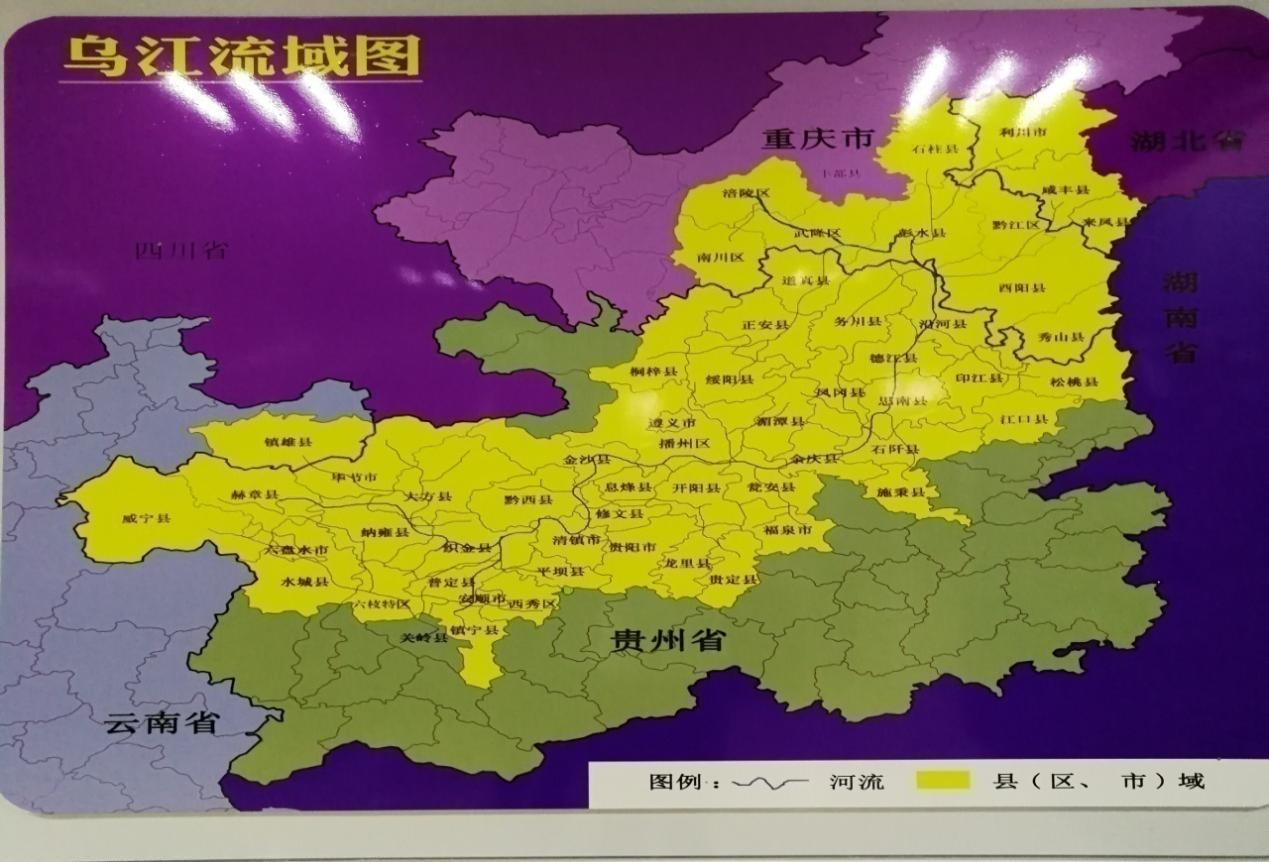 乌江流域图
重庆市
湖北省
利川市
石柱县
丰都县
咸丰县
涪陵区
来凤县
黔江区
武隆区
彭水县
四川省
南川区
道真县
酉阳县
湖南省
正安县
务川县
沿河县
秀山县
德江县
桐梓县
绥阳县
印江县
松桃县
凤冈县
思南县
遵义市
湄潭县
江口县
镇雄县
播州区
石阡县
金沙县
余庆县
毕节市
赫章县
大方县
黔西县
息烽县
开阳县
瓮安县
施秉县
威宁县
修文县
纳雍县
福泉市
六盘水市
织金县
清镇市
贵阳市
龙里县
水城县
普定县
平坝县
贵定县
六枝特区
安顺市
西秀区
关岭县
镇宁县
贵州省
云南省
图例：
河流
县（区、 市）域